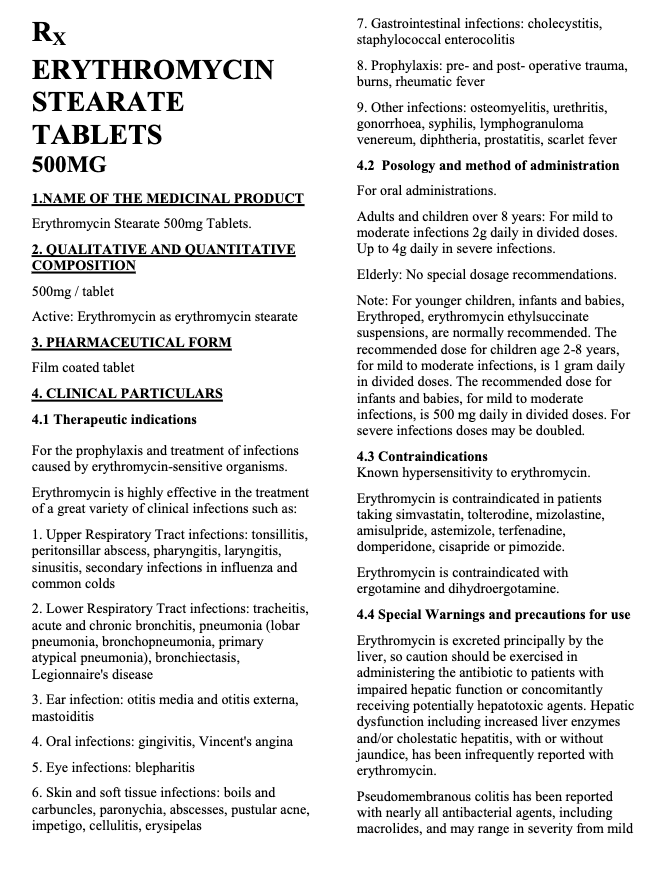 Rx
ERYTHROMYCIN
STEARATE
TABLETS
500MG
1.NAME OF THE MEDICINAL PRODUCT
Erythromycin Stearate 500mg Tablets.
2. QUALITATIVE AND QUANTITATIVE
COMPOSITION
500mg / tablet
Active: Erythromycin as erythromycin stearate
3. PHARMACEUTICAL FORM
Film coated tablet
4. CLINICAL PARTICULARS
4.1 Therapeutic indications
For the prophylaxis and treatment of infections
caused by erythromycin-sensitive organisms.
Erythromycin is highly effective in the treatment
of a great variety of clinical infections such as:
1. Upper Respiratory Tract infections: tonsillitis,
peritonsillar abscess, pharyngitis, laryngitis,
sinusitis, secondary infections in influenza and
common colds
2. Lower Respiratory Tract infections: tracheitis,
acute and chronic bronchitis, pneumonia (lobar
pneumonia, bronchopneumonia, primary
atypical pneumonia), bronchiectasis,
Legionnaire's disease
3. Ear infection: otitis media and otitis externa,
mastoiditis
4. Oral infections: gingivitis, Vincent's angina
5. Eye infections: blepharitis
6. Skin and soft tissue infections: boils and
carbuncles, paronychia, abscesses, pustular acne,
impetigo, cellulitis, erysipelas
7. Gastrointestinal infections: cholecystitis,
staphylococcal enterocolitis
8. Prophylaxis: pre- and post- operative trauma,
burns, rheumatic fever
9. Other infections: osteomyelitis, urethritis,
gonorrhoea, syphilis, lymphogranuloma
venereum, diphtheria, prostatitis, scarlet fever
4.2 Posology and method of administration
For oral administrations.
Adults and children over 8 years: For mild to
moderate infections 2g daily in divided doses.
Up to 4g daily in severe infections.
Elderly: No special dosage recommendations.
Note: For younger children, infants and babies,
Erythroped, erythromycin ethylsuccinate
suspensions, are normally recommended. The
recommended dose for children age 2-8 years,
for mild to moderate infections, is 1 gram daily
in divided doses. The recommended dose for
infants and babies, for mild to moderate
infections, is 500 mg daily in divided doses. For
severe infections doses may be doubled.
4.3 Contraindications
Known hypersensitivity to erythromycin.
Erythromycin is contraindicated in patients
taking simvastatin, tolterodine, mizolastine,
amisulpride, astemizole, terfenadine,
domperidone, cisapride or pimozide.
Erythromycin is contraindicated with
ergotamine and dihydroergotamine.
4.4 Special Warnings and precautions for use
Erythromycin is excreted principally by the
liver, so caution should be exercised in
administering the antibiotic to patients with
impaired hepatic function or concomitantly
receiving potentially hepatotoxic agents. Hepatic
dysfunction including increased liver enzymes
and/or cholestatic hepatitis, with or without
jaundice, has been infrequently reported with
erythromycin.
Pseudomembranous colitis has been reported
with nearly all antibacterial agents, including
macrolides, and may range in severity from mild